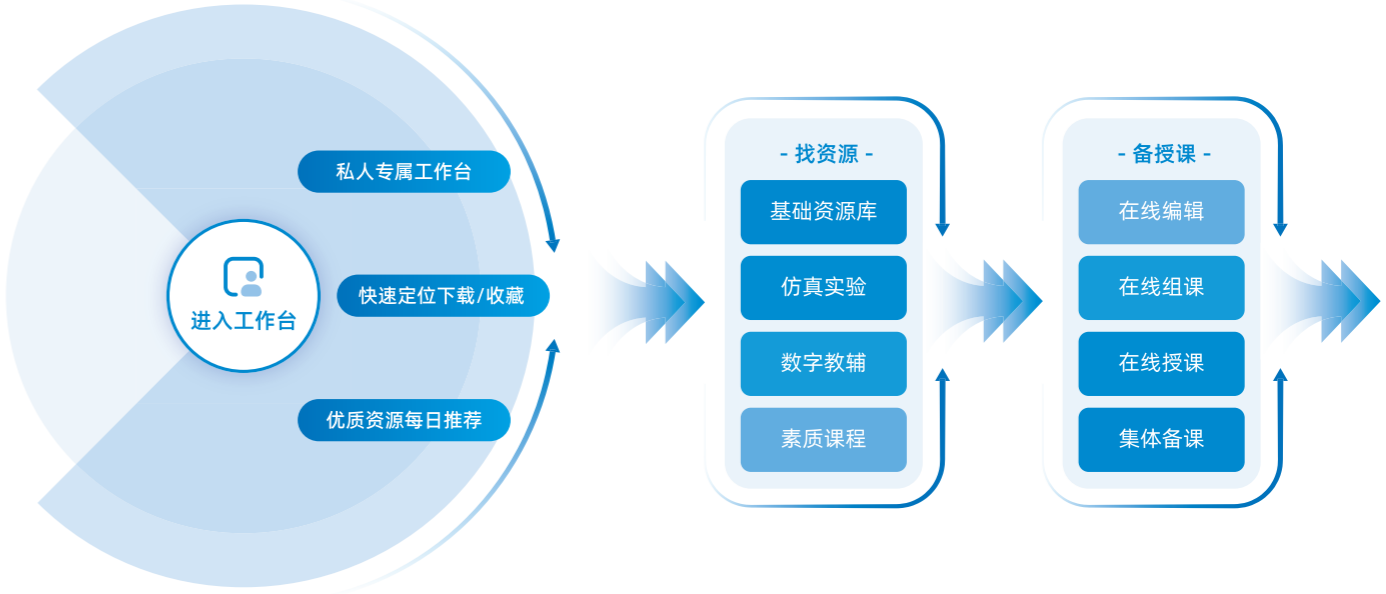 私人专属工作台
快速定位下载/收藏
进入工作台
优质资源每日推荐
- 找资源 -
基础资源库
仿真实验
数字教辅
素质课程
- 备授课 -
在线编辑
在线组课
在线授课
集体备课